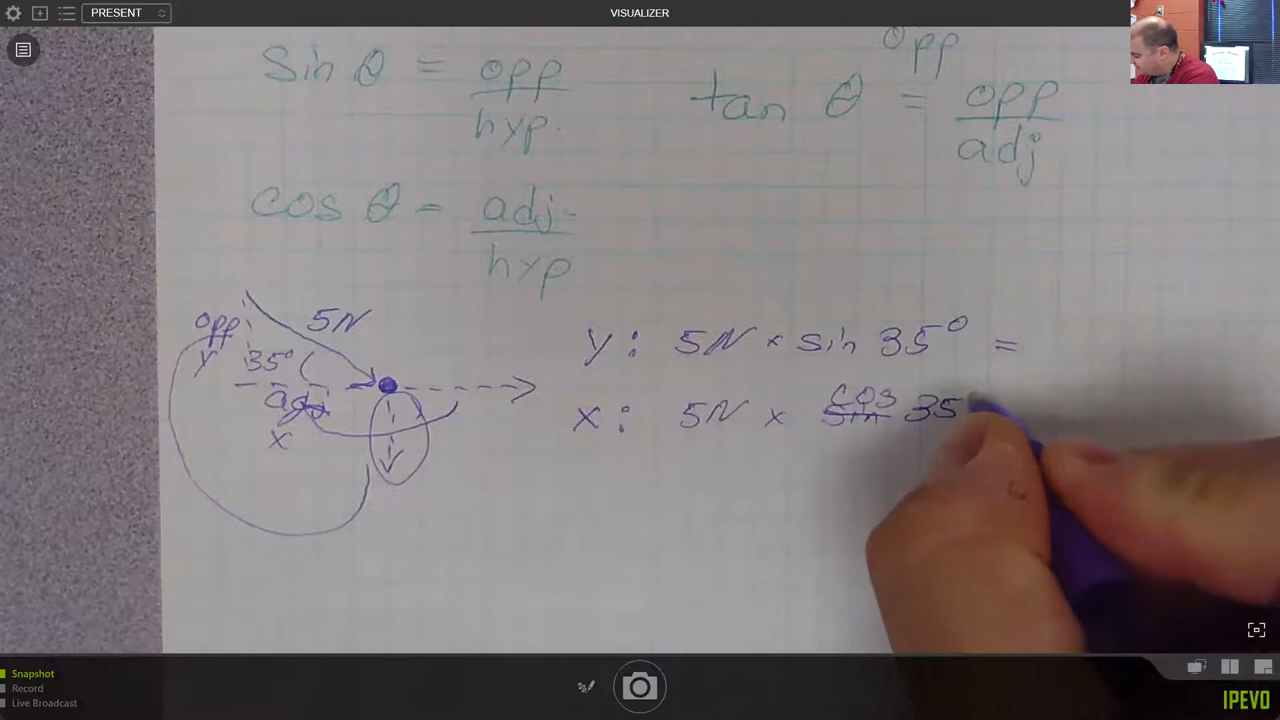 PRESENT
VISUALIZER
opp
sin θ = opp/hyp.
tan θ = opp/adj
cos θ = adj/hyp
opp
y
5N
35°
adj
x
y: 5N × sin 35° =
x: 5N × cos sin 35
Snapshot
Record
Live Broadcast
IPEVO